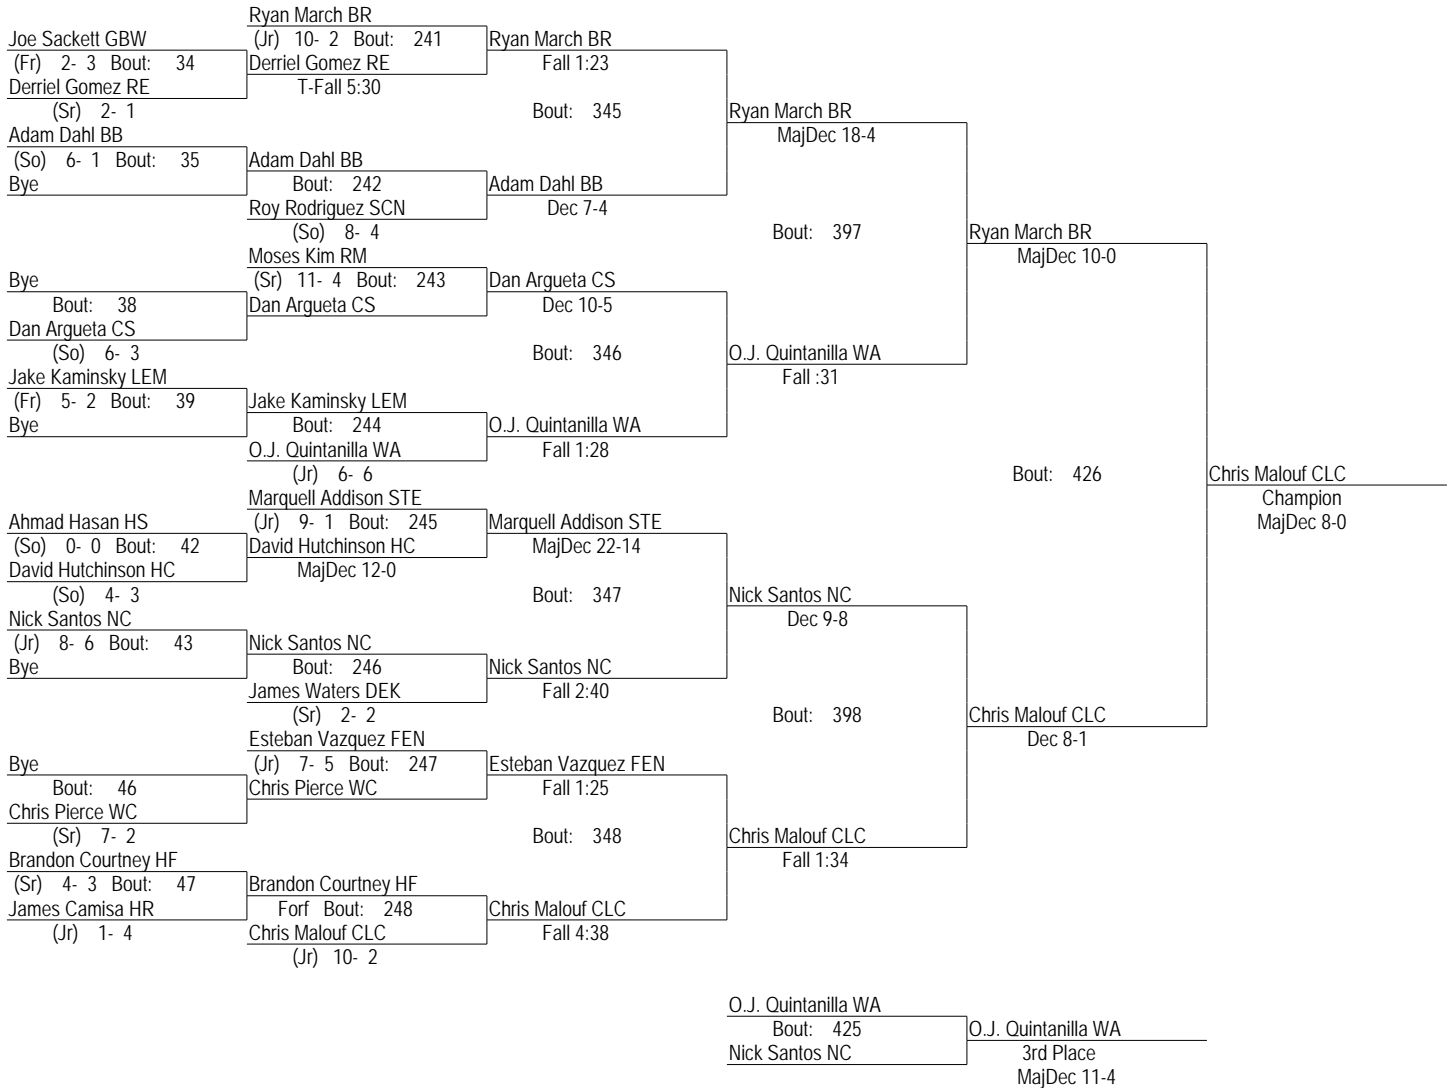 Ryan March BR
Joe Sackett GBW
(Jr) 10- 2 Bout: 241
Ryan March BR
(Fr) 2- 3 Bout: 34
Derriel Gomez RE
Fall 1:23
Derriel Gomez RE
T-Fall 5:30
(Sr) 2- 1
Bout: 345
Ryan March BR
Adam Dahl BB
MajDec 18-4
(So) 6- 1 Bout: 35
Adam Dahl BB
Bye
Bout: 242
Adam Dahl BB
Roy Rodriguez SCN
Dec 7-4
(So) 8- 4
Bout: 397
Ryan March BR
Moses Kim RM
MajDec 10-0
Bye
(Sr) 11- 4 Bout: 243
Dan Argueta CS
Bout: 38
Dan Argueta CS
Dec 10-5
Dan Argueta CS
(So) 6- 3
Bout: 346
O.J. Quintanilla WA
Jake Kaminsky LEM
Fall :31
(Fr) 5- 2 Bout: 39
Jake Kaminsky LEM
Bye
Bout: 244
O.J. Quintanilla WA
O.J. Quintanilla WA
Fall 1:28
(Jr) 6- 6
Bout: 426
Chris Malouf CLC
Marquell Addison STE
Champion
Ahmad Hasan HS
(Jr) 9- 1 Bout: 245
Marquell Addison STE
MajDec 8-0
(So) 0- 0 Bout: 42
David Hutchinson HC
MajDec 22-14
David Hutchinson HC
MajDec 12-0
(So) 4- 3
Bout: 347
Nick Santos NC
Nick Santos NC
Dec 9-8
(Jr) 8- 6 Bout: 43
Nick Santos NC
Bye
Bout: 246
Nick Santos NC
James Waters DEK
Fall 2:40
(Sr) 2- 2
Bout: 398
Chris Malouf CLC
Esteban Vazquez FEN
Dec 8-1
Bye
(Jr) 7- 5 Bout: 247
Esteban Vazquez FEN
Bout: 46
Chris Pierce WC
Fall 1:25
Chris Pierce WC
(Sr) 7- 2
Bout: 348
Chris Malouf CLC
Brandon Courtney HF
Fall 1:34
(Sr) 4- 3 Bout: 47
Brandon Courtney HF
James Camisa HR
Forf Bout: 248
Chris Malouf CLC
(Jr) 1- 4
Chris Malouf CLC
Fall 4:38
(Jr) 10- 2
O.J. Quintanilla WA
Bout: 425
O.J. Quintanilla WA
Nick Santos NC
3rd Place
MajDec 11-4